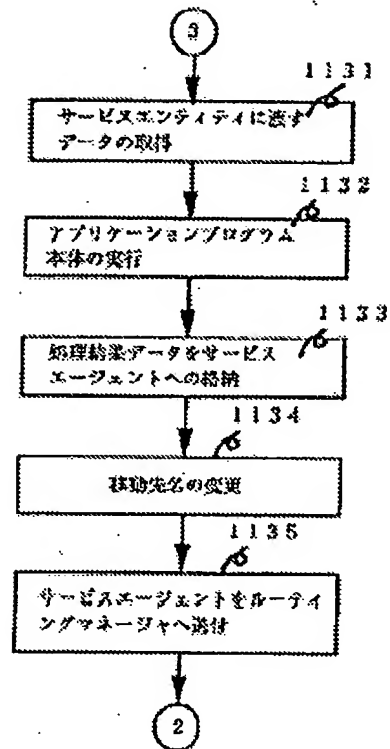 3
1131
サービスエンティティに渡す
データの取得
1132
アプリケーションプログラム
本体の実行
1133
処理結果データをサービス
エージェントへの格納
1134
移動先名の変更
1135
サービスエージェントをルーティ
ングマネージャへ送付
2